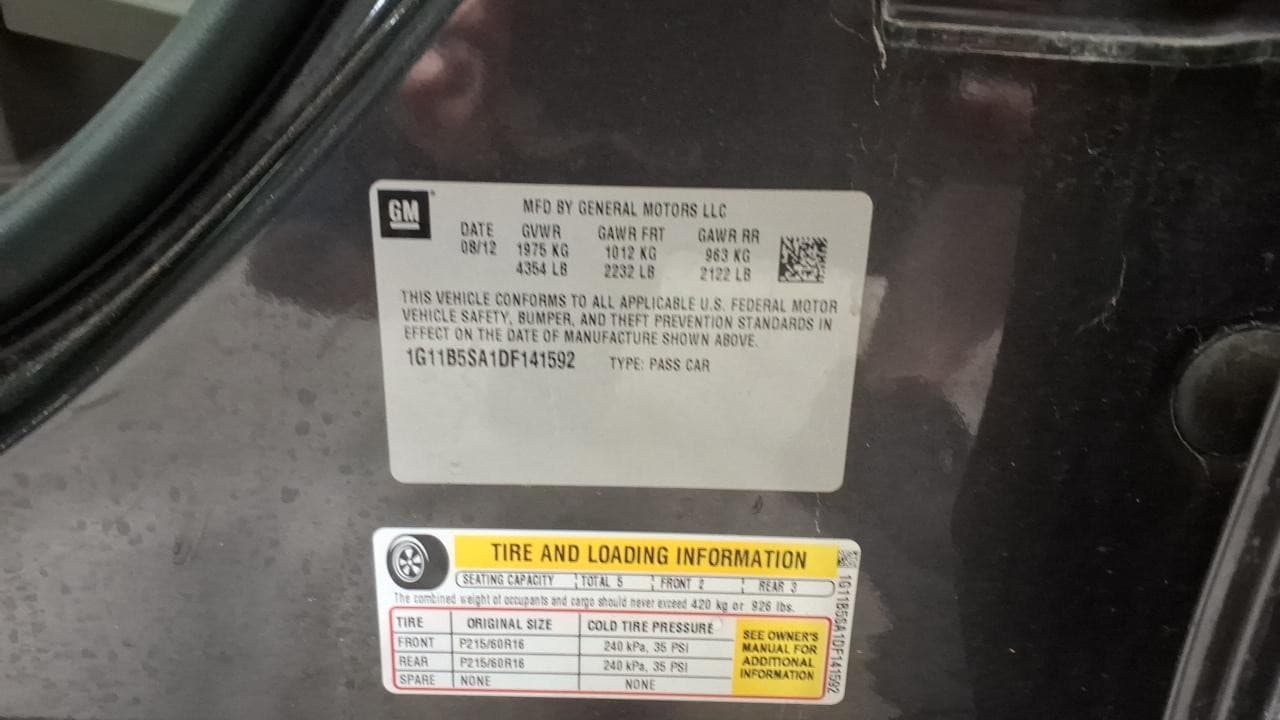 GM
MFD BY GENERAL MOTORS LLC
DATE GVWR GAWR FRT GAWR RR
08/12 1975 KG 1012 KG 963 KG
4354 LB 2232 LB 2122 LB
THIS VEHICLE CONFORMS TO ALL APPLICABLE U.S. FEDERAL MOTOR
VEHICLE SAFETY, BUMPER, AND THEFT PREVENTION STANDARDS IN
EFFECT ON THE DATE OF MANUFACTURE SHOWN ABOVE.
1G11B5SA1DF141592 TYPE: PASS CAR
TIRE AND LOADING INFORMATION
SEATING CAPACITY TOTAL 5 FRONT 2 REAR 3
The combined weight of occupants and cargo should never exceed 420 kg or 926 lbs.
TIRE ORIGINAL SIZE COLD TIRE PRESSURE
FRONT P215/60R16 240 kPa, 35 PSI
REAR P215/60R16 240 kPa, 35 PSI
SPARE NONE NONE
SEE OWNER'S
MANUAL FOR
ADDITIONAL
INFORMATION
1G11B5SA1DF141592